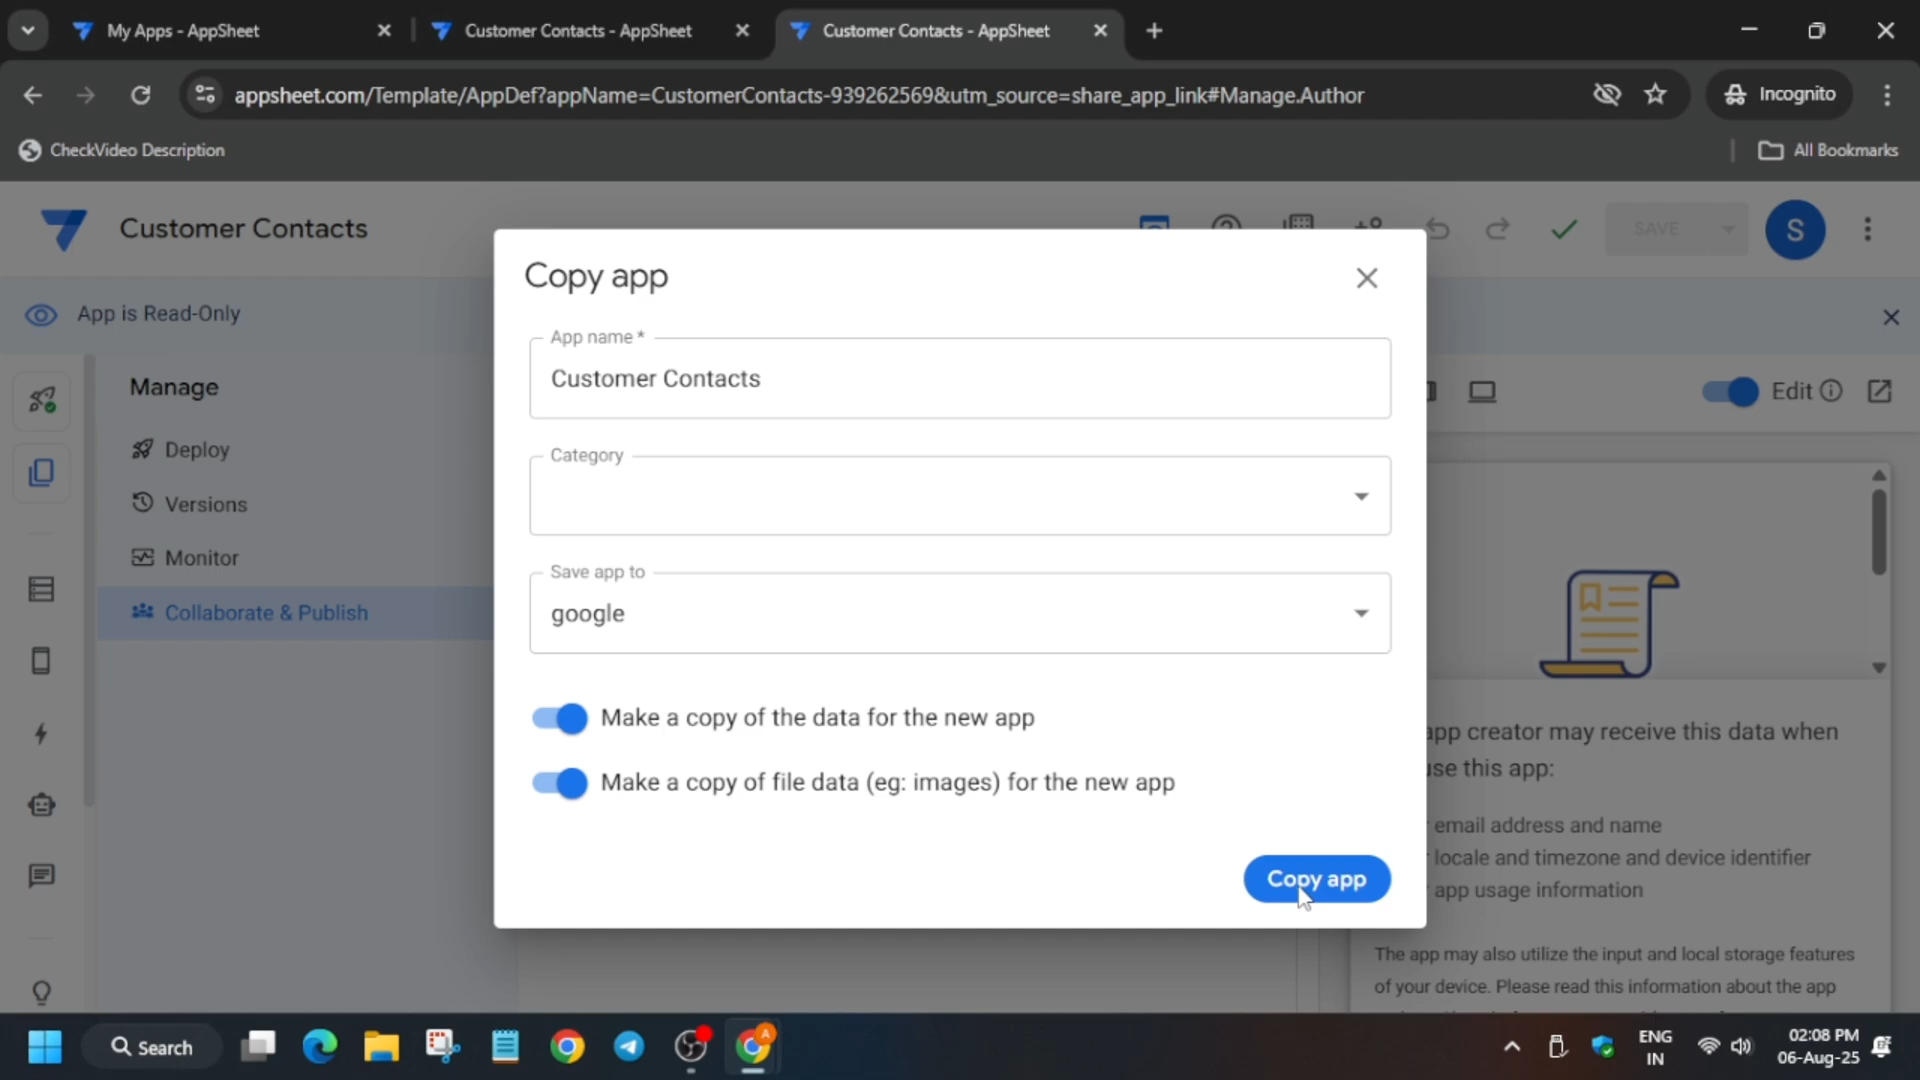 My Apps - AppSheet
Customer Contacts - AppSheet
Customer Contacts - AppSheet
appsheet.com/Template/AppDef?appName=CustomerContacts-939262569&utm_source=share_app_link#Manage.Author
Incognito
CheckVideo Description
All Bookmarks
Customer Contacts
SAVE
S
App is Read-Only
Copy app
App name *
Customer Contacts
Category
Save app to
google
Make a copy of the data for the new app
Make a copy of file data (eg: images) for the new app
Copy app
Manage
Deploy
Versions
Monitor
Collaborate & Publish
Edit
app creator may receive this data when
use this app:
email address and name
locale and timezone and device identifier
app usage information
The app may also utilize the input and local storage features
of your device. Please read this information about the app
Search
A
ENG
IN
02:08 PM
06-Aug-25